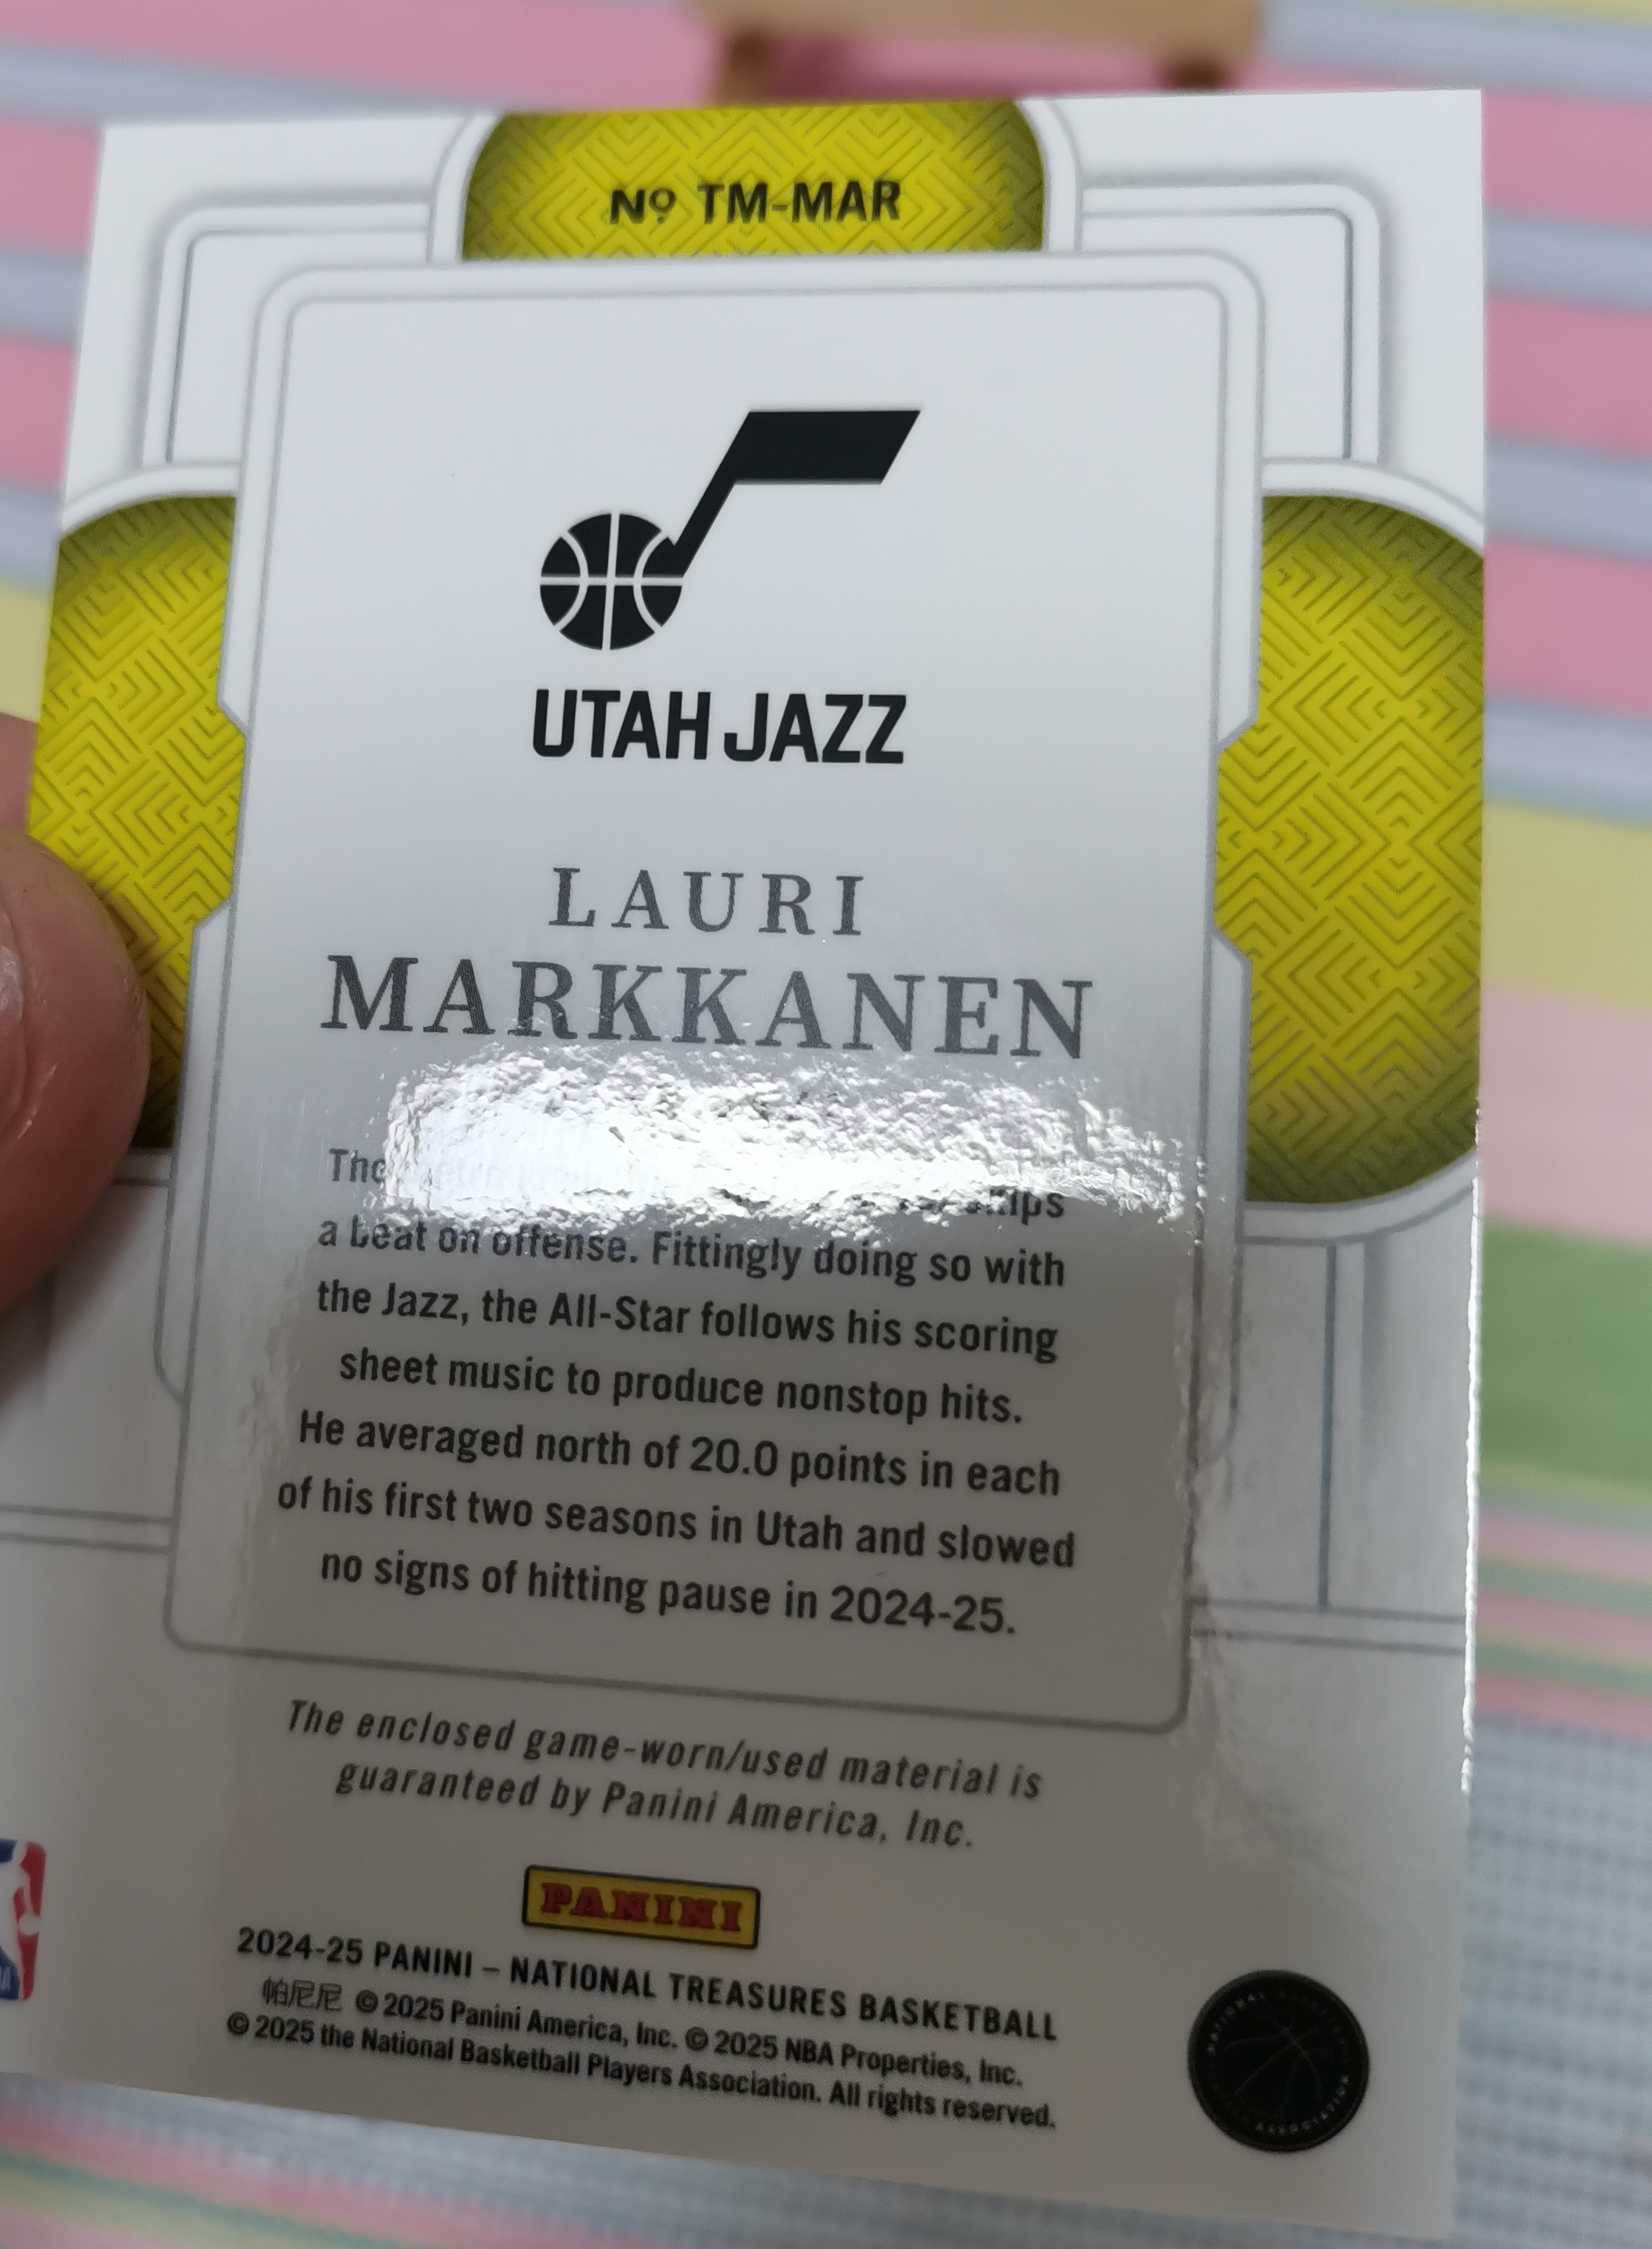 Nº TM-MAR
UTAH JAZZ
LAURI
MARKKANEN
The
a beat on offense. Fittingly doing so with
the Jazz, the All-Star follows his scoring
sheet music to produce nonstop hits.
He averaged north of 20.0 points in each
of his first two seasons in Utah and slowed
no signs of hitting pause in 2024-25.
The enclosed game-worn/used material is
guaranteed by Panini America, Inc.
PANINI
2024-25 PANINI – NATIONAL TREASURES BASKETBALL
帕尼尼 © 2025 Panini America, Inc. © 2025 NBA Properties, Inc.
© 2025 the National Basketball Players Association. All rights reserved.
NATIONAL
ASSOCIATION